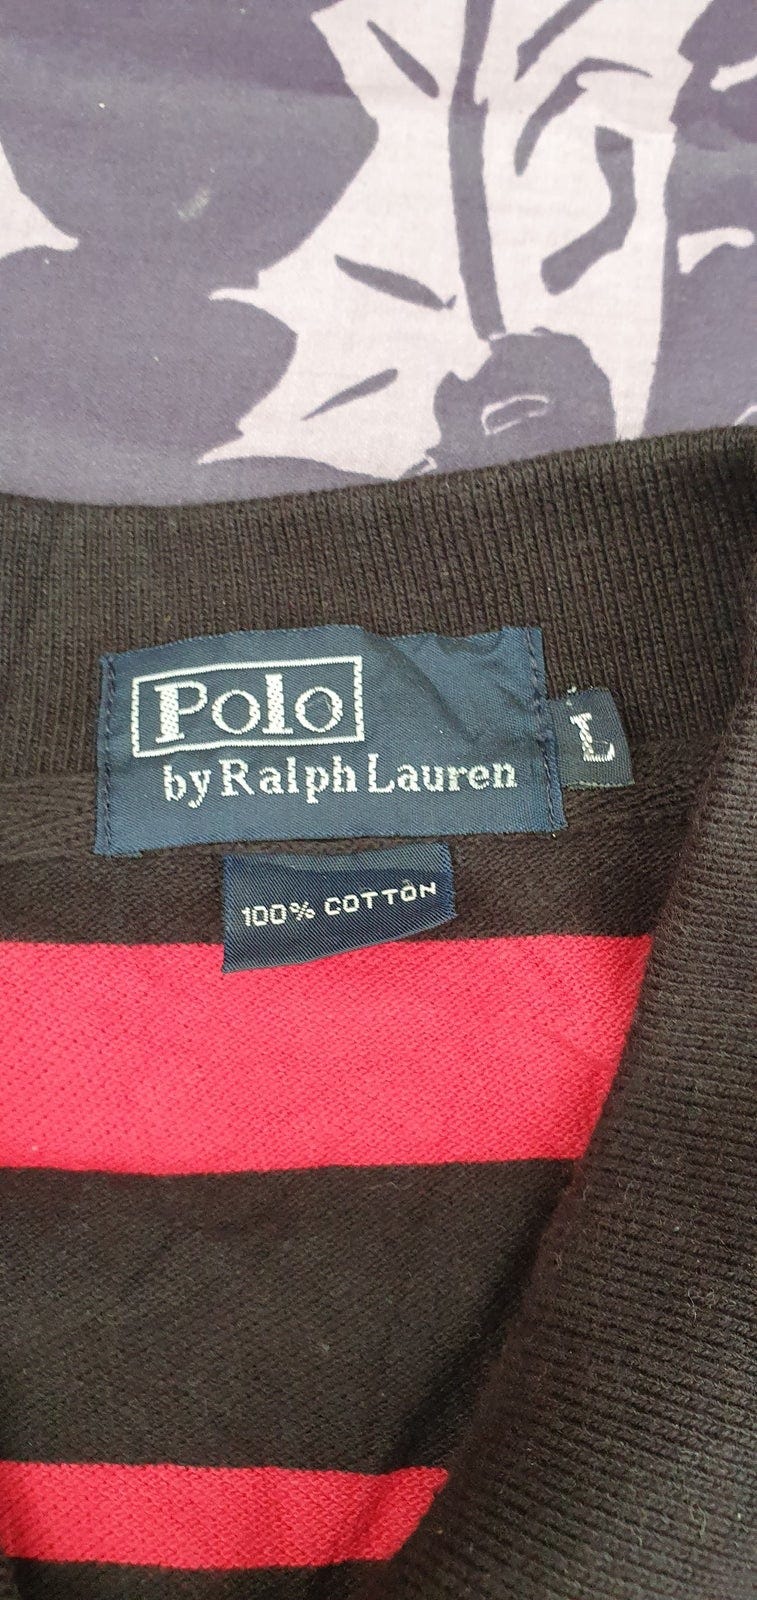 Polo
by Ralph Lauren
L
100% COTTON